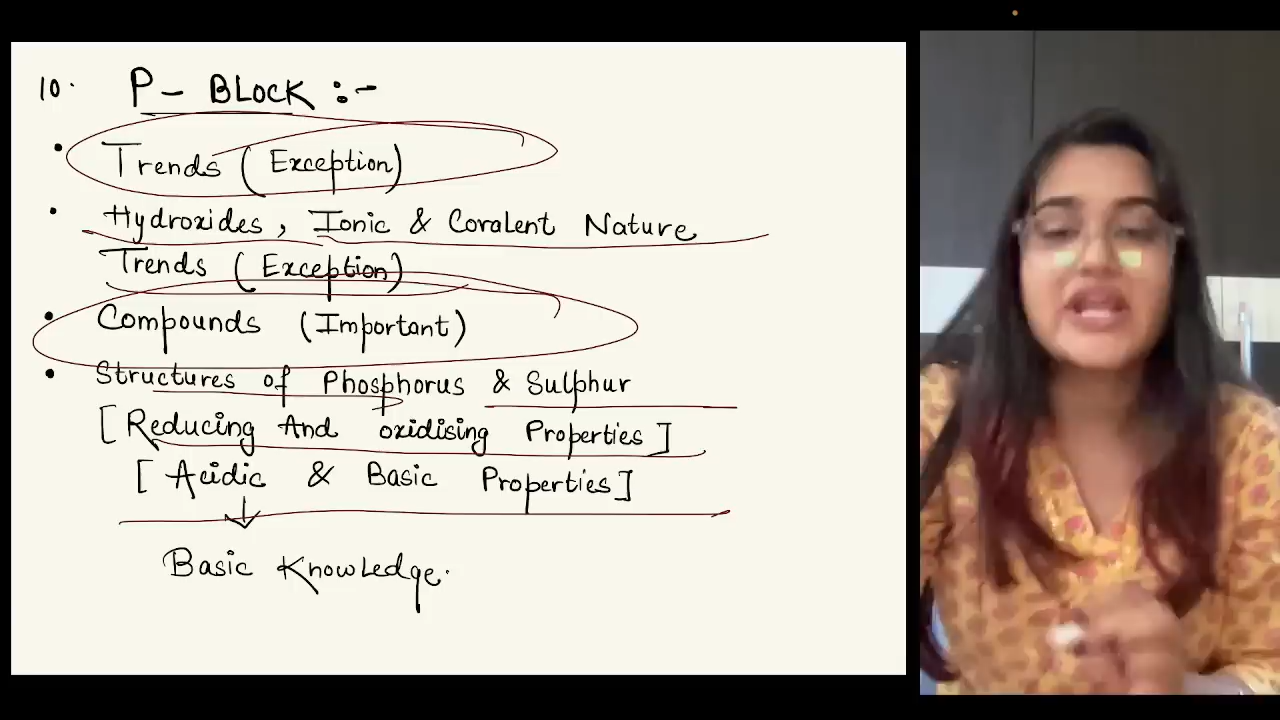 10. P - BLOCK :-
• Trends (Exception)
• Hydroxides, Ionic & Covalent Nature
Trends (Exception)
• Compounds (Important)
• Structures of Phosphorus & Sulphur
[Reducing And oxidising Properties]
[Acidic & Basic Properties]
Basic Knowledge.